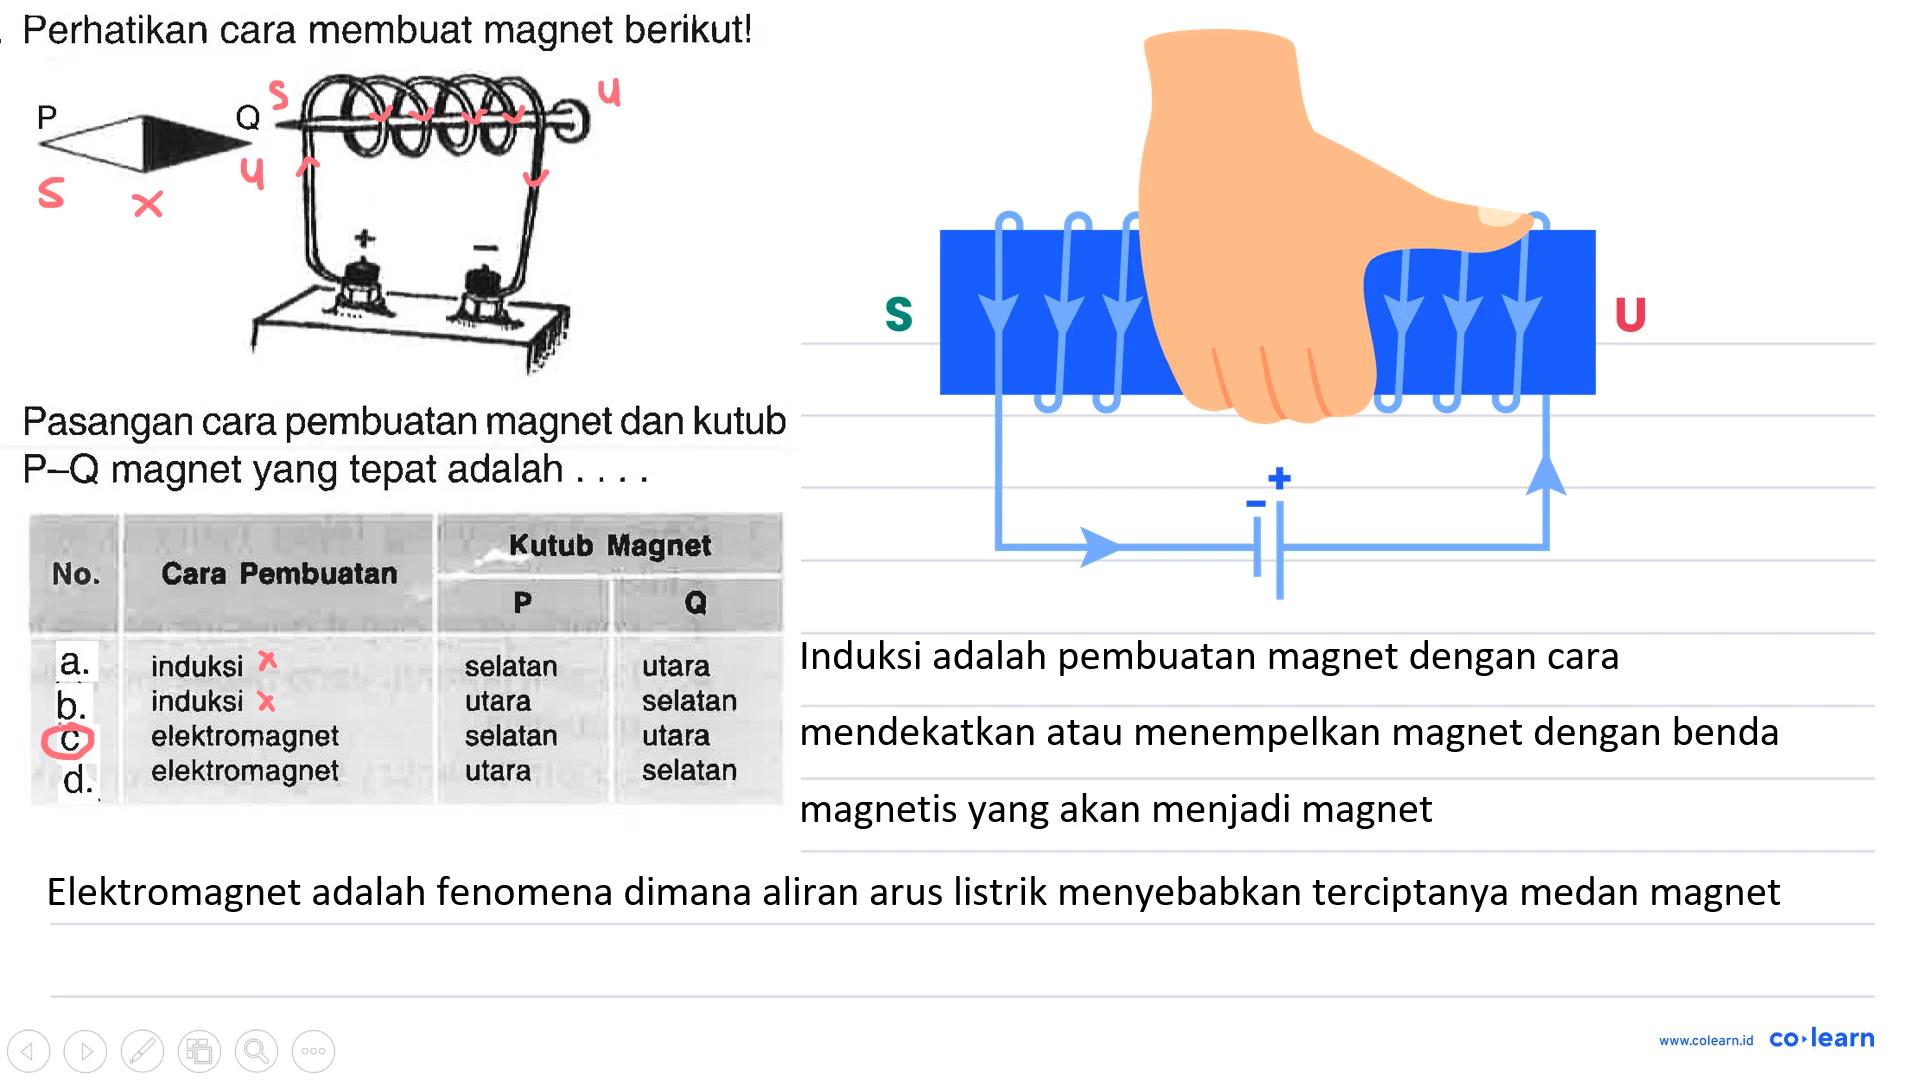 Perhatikan cara membuat magnet berikut!
P Q S U
S X U
+ −
Pasangan cara pembuatan magnet dan kutub
P–Q magnet yang tepat adalah . . . .
No. Cara Pembuatan Kutub Magnet
P Q
a. induksi x selatan utara
b. induksi x utara selatan
c elektromagnet selatan utara
d. elektromagnet utara selatan
S U
- +
Induksi adalah pembuatan magnet dengan cara
mendekatkan atau menempelkan magnet dengan benda
magnetis yang akan menjadi magnet
Elektromagnet adalah fenomena dimana aliran arus listrik menyebabkan terciptanya medan magnet
www.colearn.id co·learn